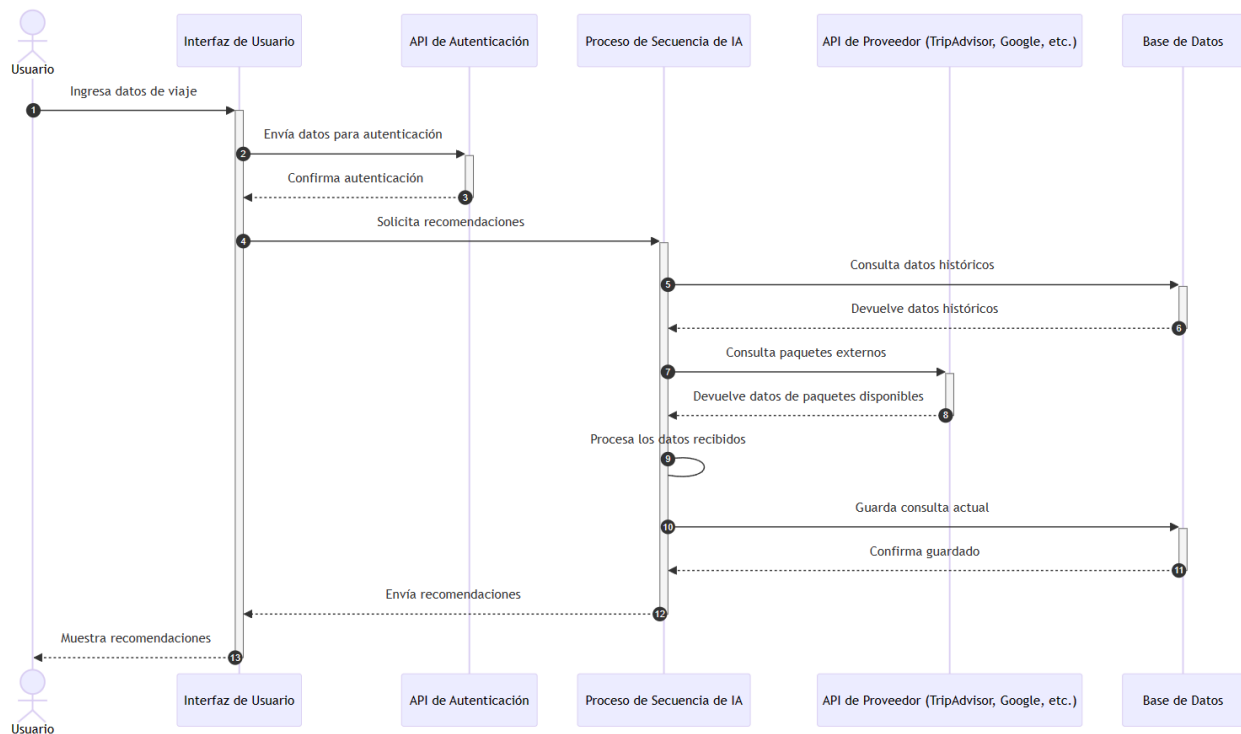 Usuario
Interfaz de Usuario
API de Autenticación
Proceso de Secuencia de IA
API de Proveedor (TripAdvisor, Google, etc.)
Base de Datos
Ingresa datos de viaje
1
Envía datos para autenticación
2
Confirma autenticación
3
Solicita recomendaciones
4
Consulta datos históricos
5
Devuelve datos históricos
6
Consulta paquetes externos
7
Devuelve datos de paquetes disponibles
8
Procesa los datos recibidos
9
Guarda consulta actual
10
Confirma guardado
11
Envía recomendaciones
12
Muestra recomendaciones
13
Usuario
Interfaz de Usuario
API de Autenticación
Proceso de Secuencia de IA
API de Proveedor (TripAdvisor, Google, etc.)
Base de Datos